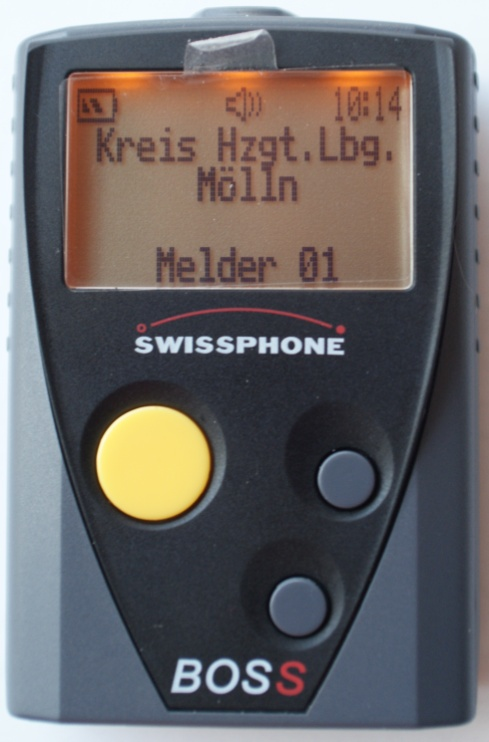 10:14
Kreis Hzgt.Lbg.
Mölln
Melder 01
SWISSPHONE
BOSS